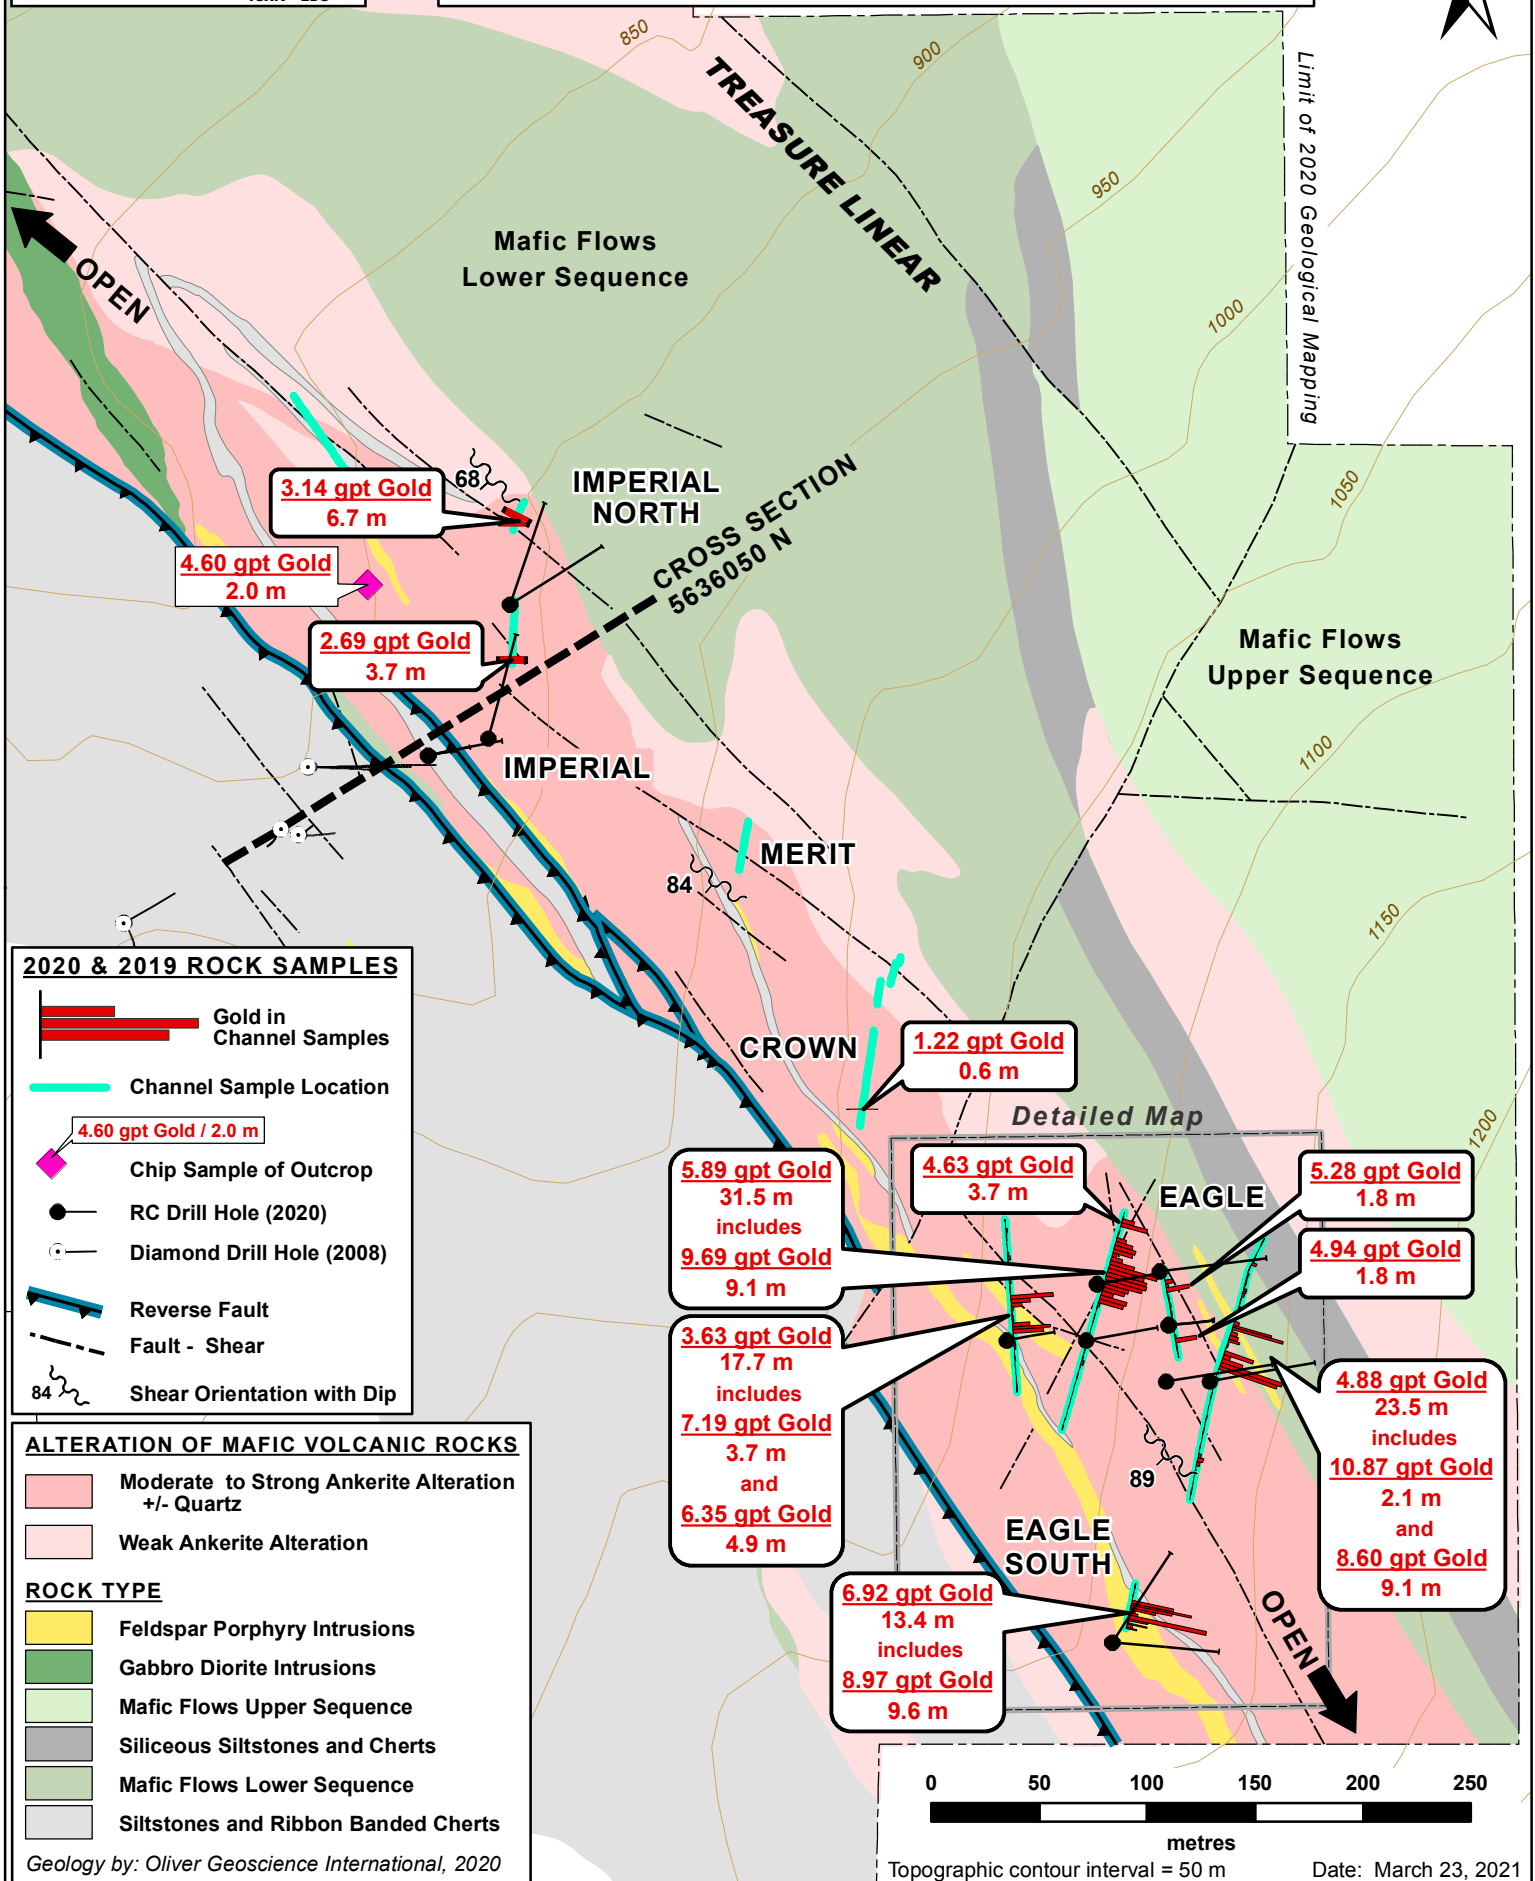 850
900
TREASURE LINEAR
Limit of 2020 Geological Mapping
950
Mafic Flows
Lower Sequence
OPEN
1000
68
IMPERIAL
NORTH
3.14 gpt Gold
6.7 m
CROSS SECTION
5636050 N
1050
4.60 gpt Gold
2.0 m
2.69 gpt Gold
3.7 m
Mafic Flows
Upper Sequence
IMPERIAL
1100
MERIT
84
1150
CROWN
1.22 gpt Gold
0.6 m
Detailed Map
1200
5.89 gpt Gold
31.5 m
includes
9.69 gpt Gold
9.1 m
4.63 gpt Gold
3.7 m
EAGLE
5.28 gpt Gold
1.8 m
4.94 gpt Gold
1.8 m
3.63 gpt Gold
17.7 m
includes
7.19 gpt Gold
3.7 m
and
6.35 gpt Gold
4.9 m
4.88 gpt Gold
23.5 m
includes
10.87 gpt Gold
2.1 m
and
8.60 gpt Gold
9.1 m
89
EAGLE
SOUTH
6.92 gpt Gold
13.4 m
includes
8.97 gpt Gold
9.6 m
OPEN
2020 & 2019 ROCK SAMPLES
Gold in
Channel Samples
Channel Sample Location
4.60 gpt Gold / 2.0 m
Chip Sample of Outcrop
RC Drill Hole (2020)
Diamond Drill Hole (2008)
Reverse Fault
Fault - Shear
84
Shear Orientation with Dip
ALTERATION OF MAFIC VOLCANIC ROCKS
Moderate to Strong Ankerite Alteration
+/- Quartz
Weak Ankerite Alteration
ROCK TYPE
Feldspar Porphyry Intrusions
Gabbro Diorite Intrusions
Mafic Flows Upper Sequence
Siliceous Siltstones and Cherts
Mafic Flows Lower Sequence
Siltstones and Ribbon Banded Cherts
Geology by: Oliver Geoscience International, 2020
0 50 100 150 200 250
metres
Topographic contour interval = 50 m
Date: March 23, 2021